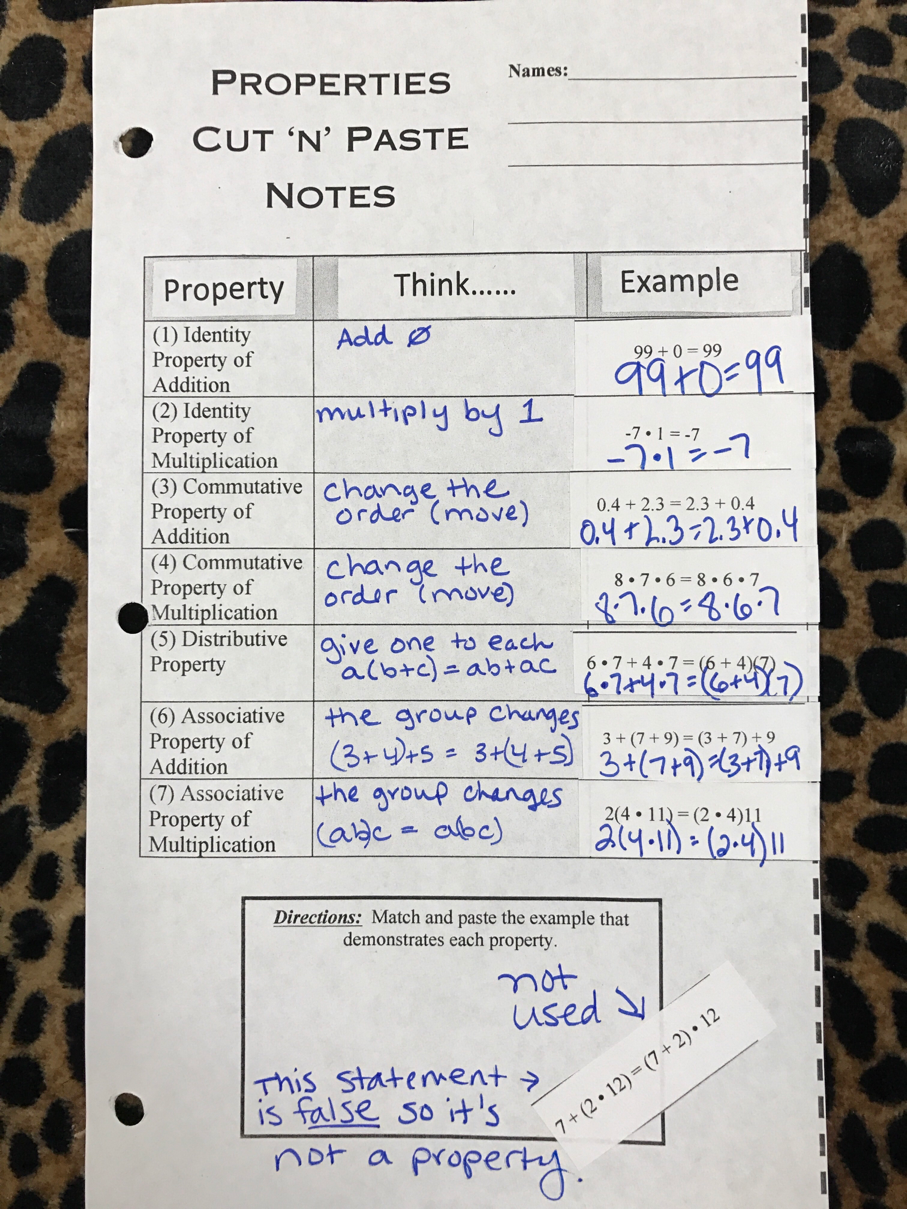 PROPERTIES
CUT ‘N’ PASTE
NOTES
Names:
Property
Think......
Example
(1) Identity
Property of
Addition
Add Ø
99 + 0 = 99
99+0=99
(2) Identity
Property of
Multiplication
multiply by 1
-7 • 1 = -7
-7•1 = -7
(3) Commutative
Property of
Addition
change the
order (move)
0.4 + 2.3 = 2.3 + 0.4
0.4+2.3=2.3+0.4
(4) Commutative
Property of
Multiplication
change the
order (move)
8 • 7 • 6 = 8 • 6 • 7
8•7•6=8•6•7
(5) Distributive
Property
give one to each
a(b+c)=ab+ac
6 • 7 + 4 • 7 = (6 + 4)(7)
6•7+4•7=(6+4)(7)
(6) Associative
Property of
Addition
the group changes
(3+4)+5 = 3+(4+5)
3 + (7 + 9) = (3 + 7) + 9
3+(7+9)=(3+7)+9
(7) Associative
Property of
Multiplication
the group changes
(ab)c = a(bc)
2(4 • 11) = (2 • 4)11
2(4•11) = (2•4)11
Directions: Match and paste the example that
demonstrates each property.
not
used ↘
7 + (2 • 12) = (7 + 2) • 12
This statement →
is false so it's
not a property.